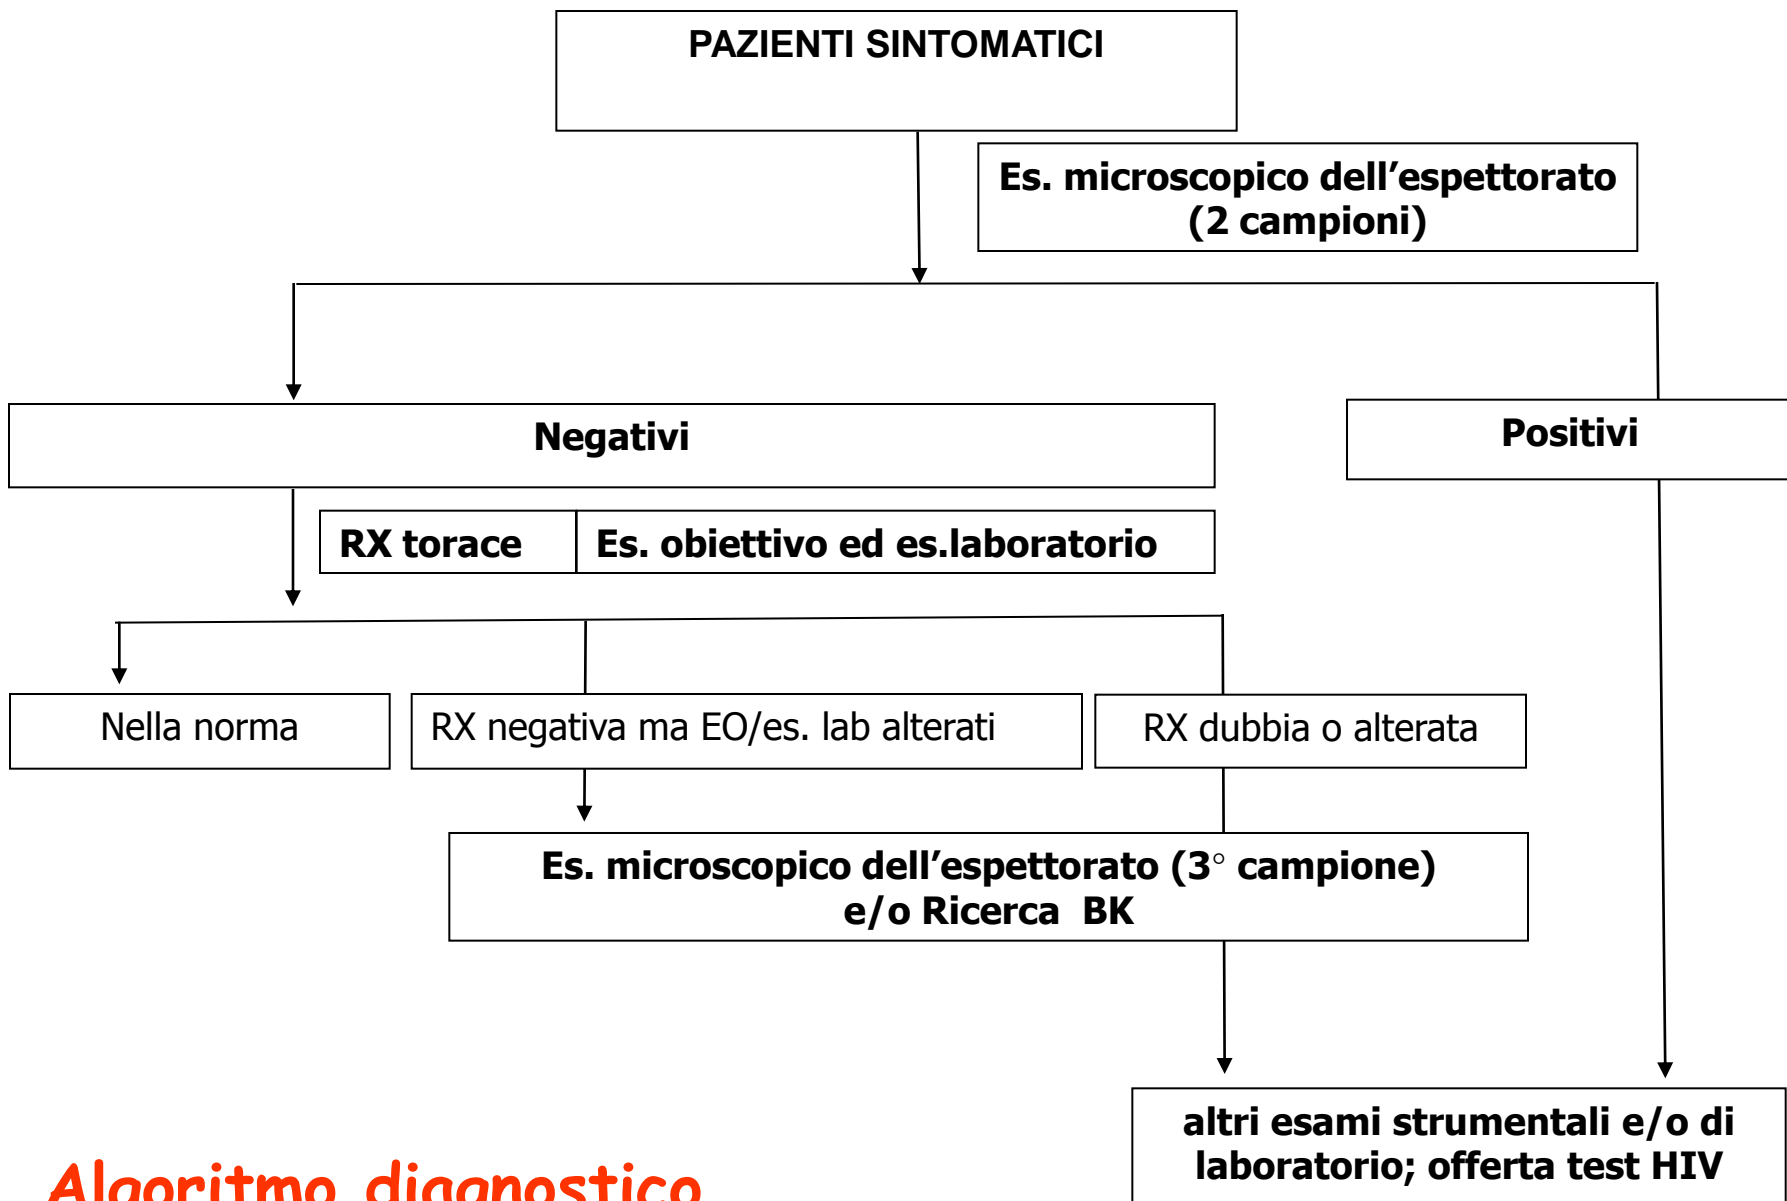 PAZIENTI SINTOMATICI
Es. microscopico dell’espettorato
(2 campioni)
Negativi
Positivi
RX torace
Es. obiettivo ed es.laboratorio
Nella norma
RX negativa ma EO/es. lab alterati
RX dubbia o alterata
Es. microscopico dell’espettorato (3° campione)
e/o Ricerca BK
altri esami strumentali e/o di
laboratorio; offerta test HIV
Algoritmo diagnostico